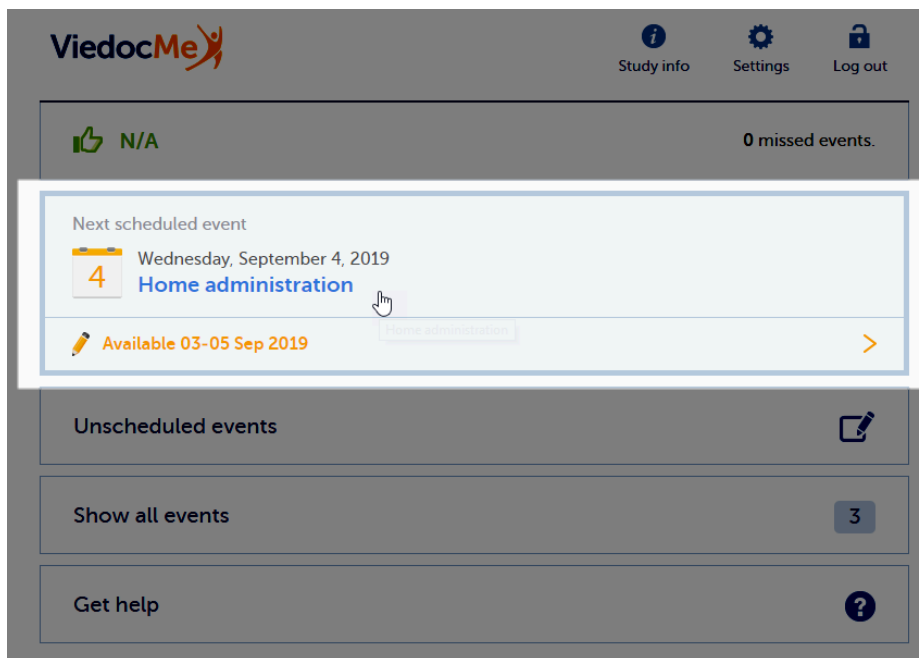 ViedocMe
Study info
Settings
Log out
N/A
0 missed events.
Next scheduled event
4
Wednesday, September 4, 2019
Home administration
Home administration
Available 03-05 Sep 2019
Unscheduled events
Show all events
3
Get help